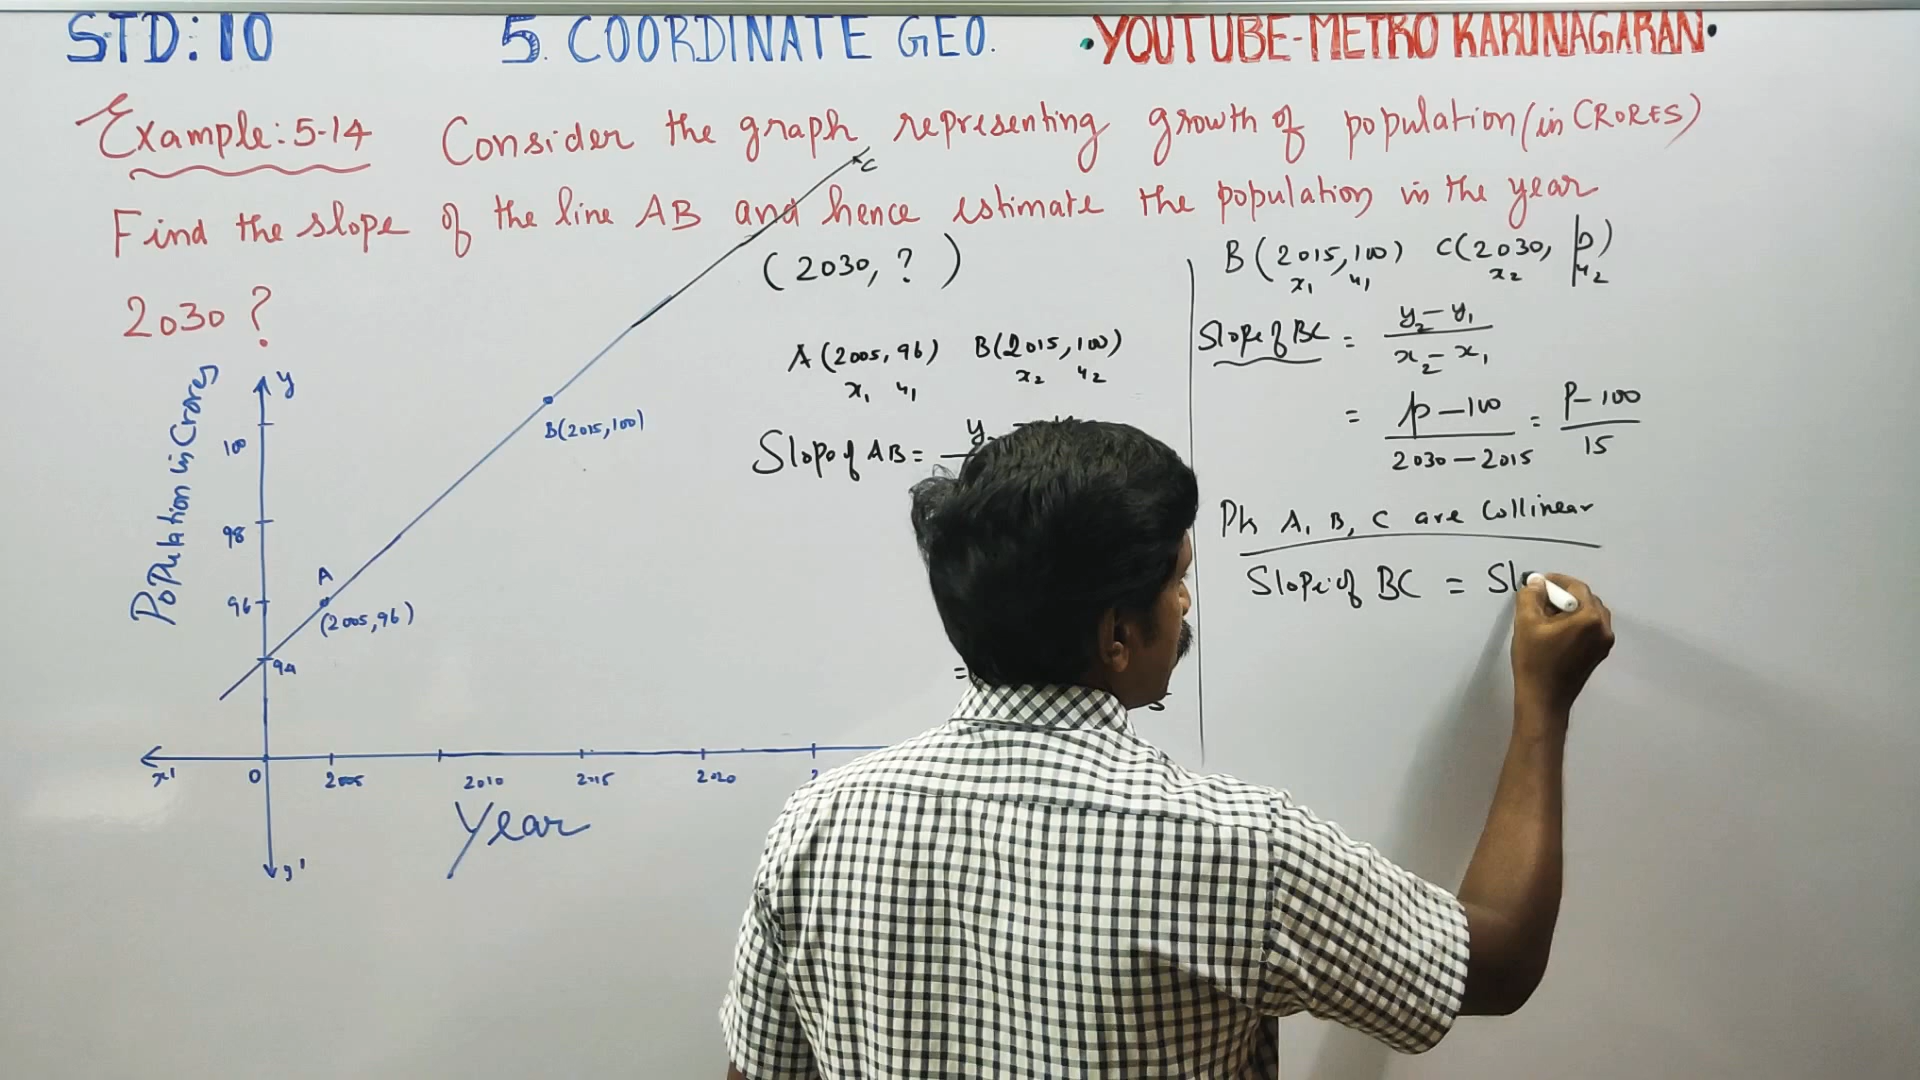 STD: 10 5. COORDINATE GEO. •YOUTUBE-METRO KARUNAGARAN•
Example: 5-14 Consider the graph representing growth of population (in CRORES)
Find the slope of the line AB and hence estimate the population in the year
2030 ?
Population in Crores
y
100
98
96
94
A
(2005, 96)
B(2015, 100)
C
x' 0 2005 2010 2015 2020 2
Year
y'
(2030, ? )
A (2005, 96) B(2015, 100)
x₁ y₁ x₂ y₂
Slope of AB =
=
B (2015, 100) C(2030, p)
x₁ y₁ x₂ y₂
Slope of BC = y₂ - y₁ / x₂ - x₁
= p - 100 / 2030 - 2015 = P - 100 / 15
A, B, C are Collinear
Slope of BC = Sl